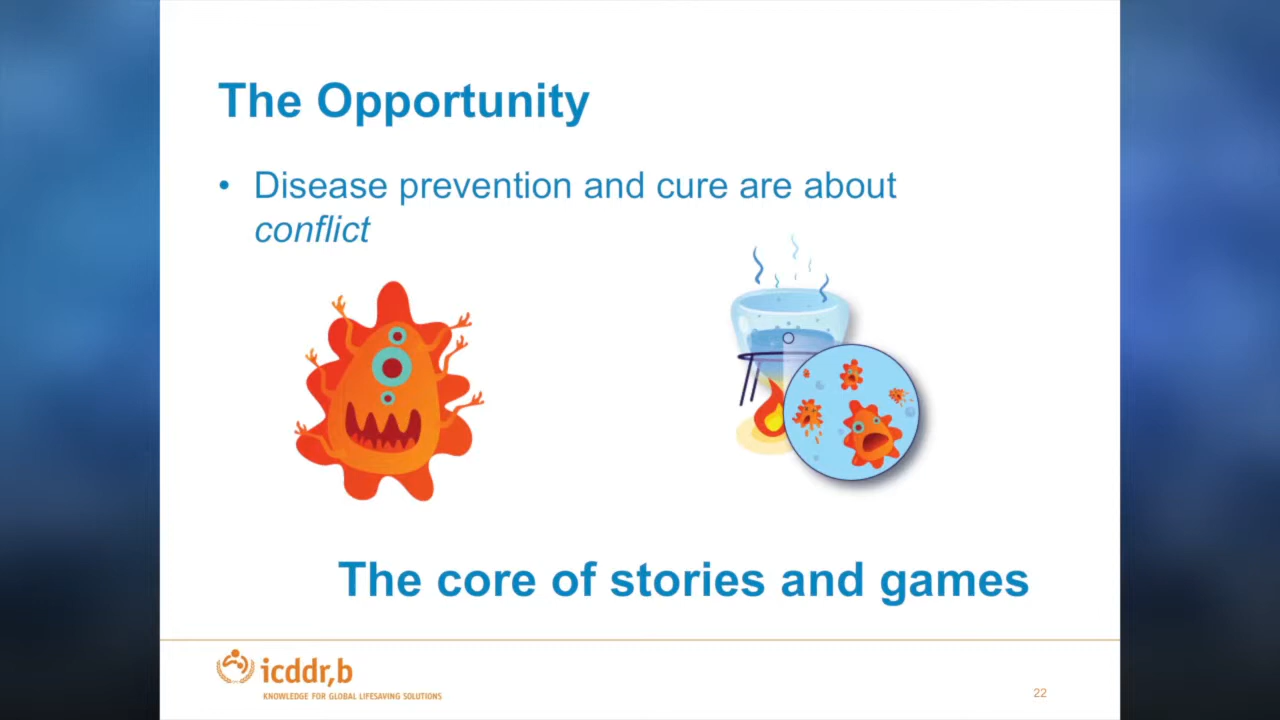 The Opportunity
• Disease prevention and cure are about
conflict
The core of stories and games
icddr,b
KNOWLEDGE FOR GLOBAL LIFESAVING SOLUTIONS
22